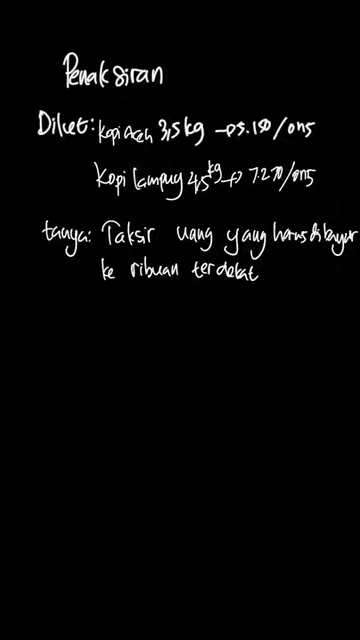 Penaksiran
Diket: Kopi Aceh 3,5 kg → 5.150/ons
Kopi lampung 4,5 kg → 7.270/ons
tanya: Taksir uang yang harus dibayar
ke ribuan terdekat